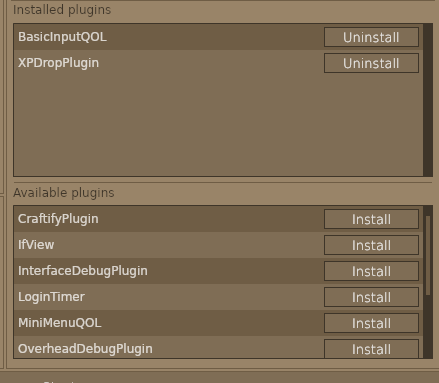 Installed plugins
BasicInputQOL Uninstall
XPDropPlugin Uninstall
Available plugins
CraftifyPlugin Install
IfView Install
InterfaceDebugPlugin Install
LoginTimer Install
MiniMenuQOL Install
OverheadDebugPlugin Install